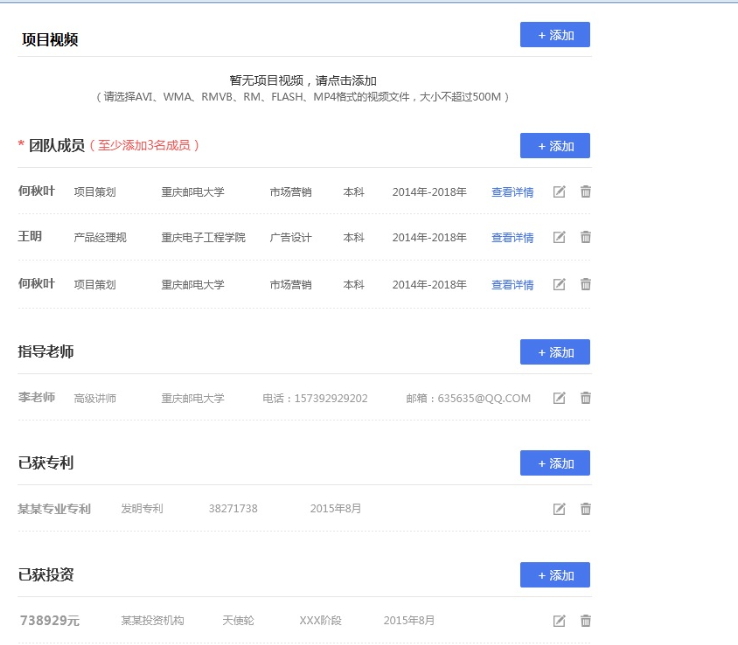 项目视频 + 添加
暂无项目视频，请点击添加
（请选择AVI、WMA、RMVB、RM、FLASH、MP4格式的视频文件，大小不超过500M）
* 团队成员（至少添加3名成员） + 添加
何秋叶 项目策划 重庆邮电大学 市场营销 本科 2014年-2018年 查看详情
王明 产品经理规 重庆电子工程学院 广告设计 本科 2014年-2018年 查看详情
何秋叶 项目策划 重庆邮电大学 市场营销 本科 2014年-2018年 查看详情
指导老师 + 添加
李老师 高级讲师 重庆邮电大学 电话：157392929202 邮箱：635635@QQ.COM
已获专利 + 添加
某某专业专利 发明专利 38271738 2015年8月
已获投资 + 添加
738929元 某某投资机构 天使轮 XXX阶段 2015年8月